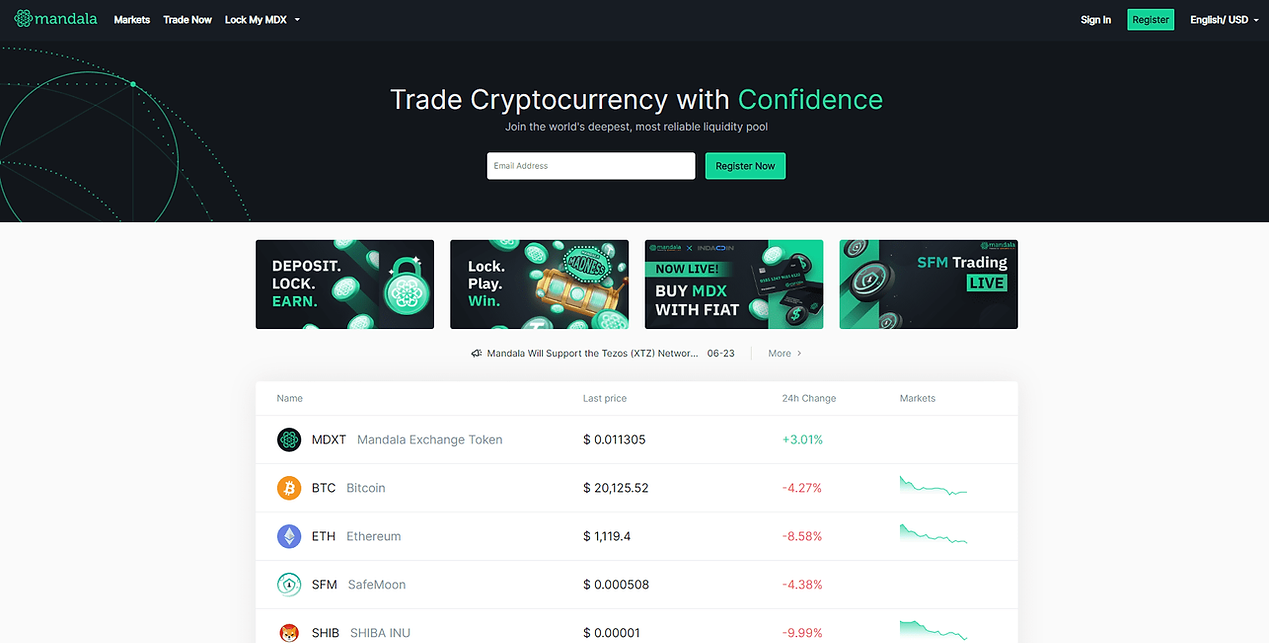 mandala Markets Trade Now Lock My MDX Sign In Register English/ USD
Trade Cryptocurrency with Confidence
Join the world's deepest, most reliable liquidity pool
Email Address Register Now
DEPOSIT.
LOCK.
EARN.
Lock.
Play.
Win.
MADNESS
mandala X INDACOIN
NOW LIVE!
BUY MDX
WITH FIAT
mandala
SFM Trading
LIVE
Mandala Will Support the Tezos (XTZ) Networ... 06-23 More
Name Last price 24h Change Markets
MDXT Mandala Exchange Token $ 0.011305 +3.01%
BTC Bitcoin $ 20,125.52 -4.27%
ETH Ethereum $ 1,119.4 -8.58%
SFM SafeMoon $ 0.000508 -4.38%
SHIB SHIBA INU $ 0.00001 -9.99%